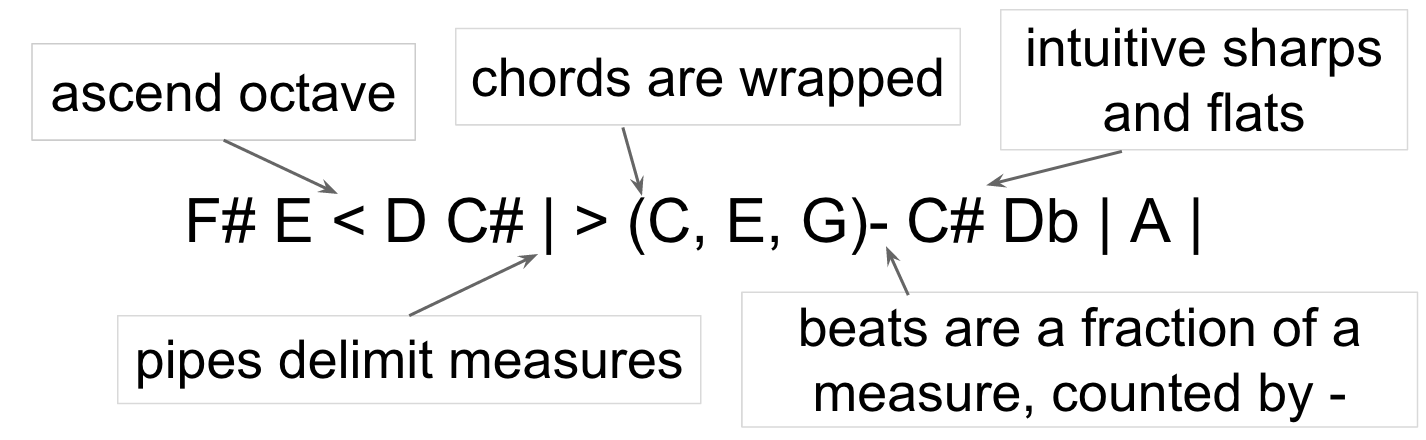 ascend octave
chords are wrapped
intuitive sharps
and flats
F# E < D C# | > (C, E, G)- C# Db | A |
pipes delimit measures
beats are a fraction of a
measure, counted by -